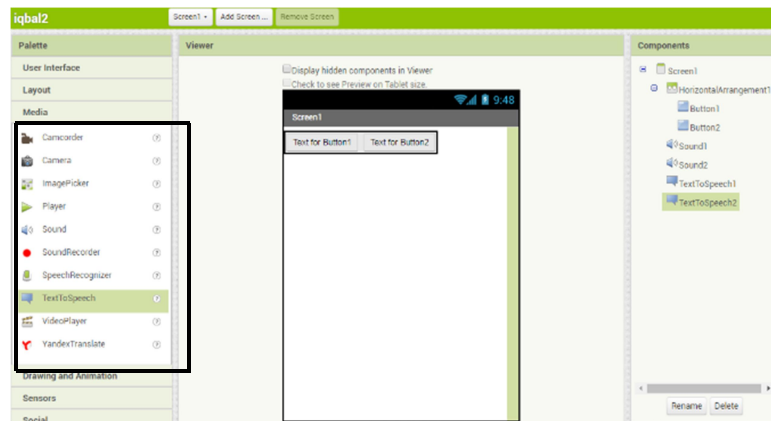 iqbal2
Screen1
Add Screen ...
Remove Screen
Palette
User Interface
Layout
Media
Camcorder
Camera
ImagePicker
Player
Sound
SoundRecorder
SpeechRecognizer
TextToSpeech
VideoPlayer
YandexTranslate
Drawing and Animation
Sensors
Social
Viewer
Display hidden components in Viewer
Check to see Preview on Tablet size.
9:48
Screen1
Text for Button1 Text for Button2
Components
Screen1
HorizontalArrangement1
Button1
Button2
Sound1
Sound2
TextToSpeech1
TextToSpeech2
Rename Delete